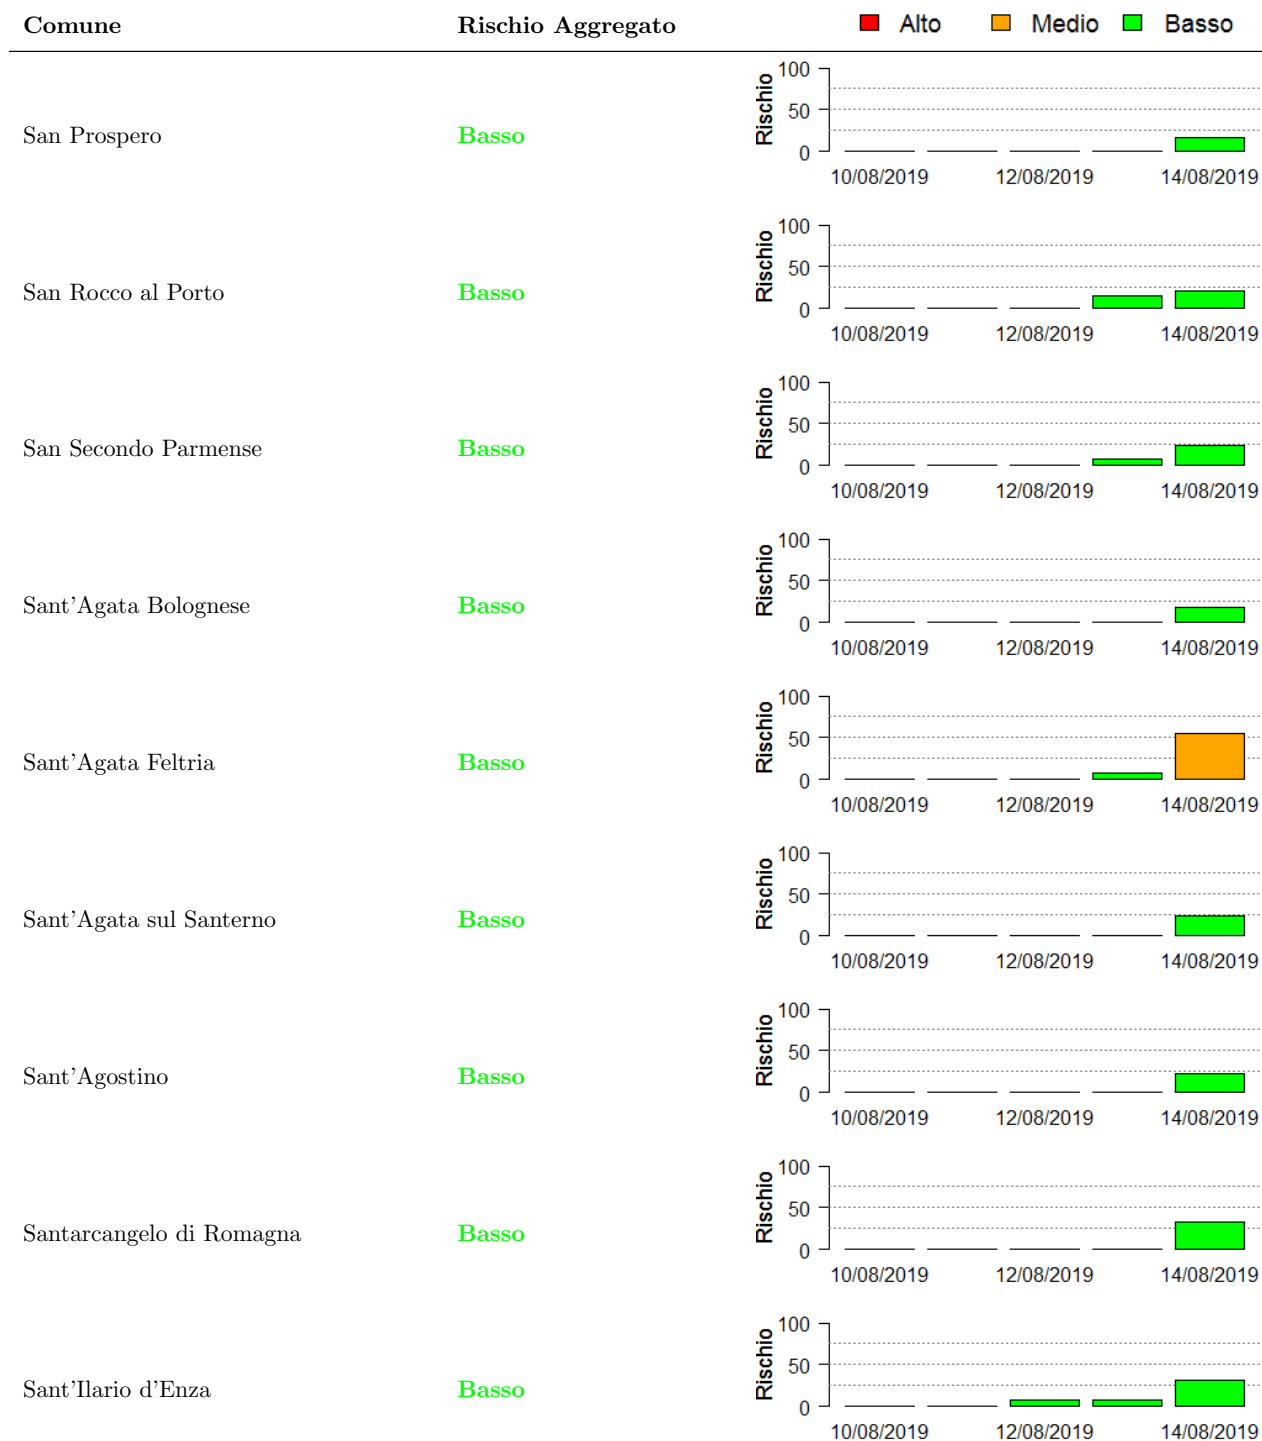 Comune Rischio Aggregato Alto Medio Basso
San Prospero Basso Rischio 100 50 0
10/08/2019 12/08/2019 14/08/2019
San Rocco al Porto Basso Rischio 100 50 0
10/08/2019 12/08/2019 14/08/2019
San Secondo Parmense Basso Rischio 100 50 0
10/08/2019 12/08/2019 14/08/2019
Sant'Agata Bolognese Basso Rischio 100 50 0
10/08/2019 12/08/2019 14/08/2019
Sant'Agata Feltria Basso Rischio 100 50 0
10/08/2019 12/08/2019 14/08/2019
Sant'Agata sul Santerno Basso Rischio 100 50 0
10/08/2019 12/08/2019 14/08/2019
Sant'Agostino Basso Rischio 100 50 0
10/08/2019 12/08/2019 14/08/2019
Santarcangelo di Romagna Basso Rischio 100 50 0
10/08/2019 12/08/2019 14/08/2019
Sant'Ilario d'Enza Basso Rischio 100 50 0
10/08/2019 12/08/2019 14/08/2019